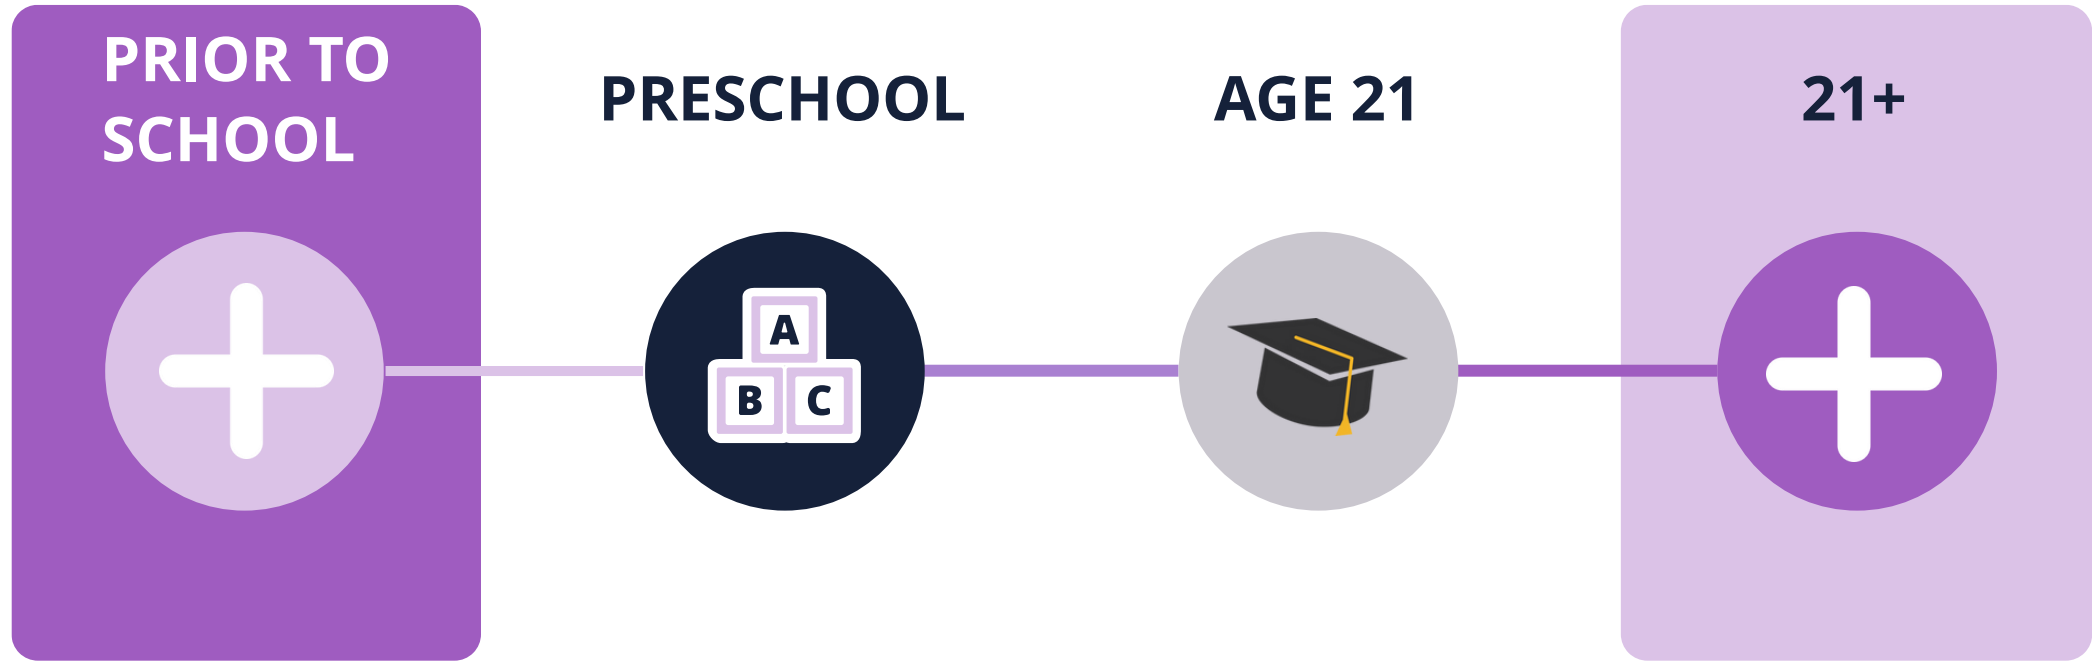 PRIOR TO
SCHOOL
PRESCHOOL
AGE 21
21+
A
B C